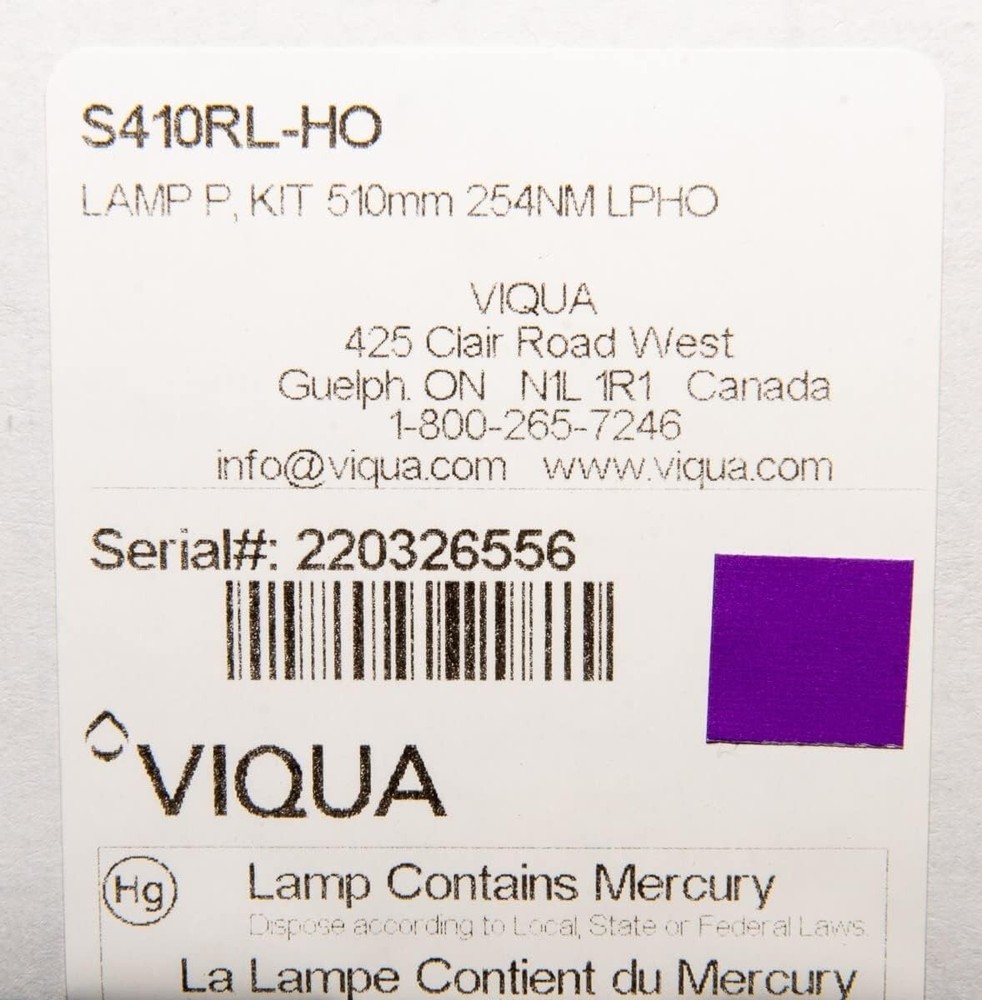 S410RL-HO
LAMP P, KIT 510mm 254NM LPHO
VIQUA
425 Clair Road West
Guelph. ON N1L 1R1 Canada
1-800-265-7246
info@viqua.com www.viqua.com
Serial#: 220326556
VIQUA
Hg Lamp Contains Mercury
Dispose according to Local, State or Federal Laws.
La Lampe Contient du Mercury